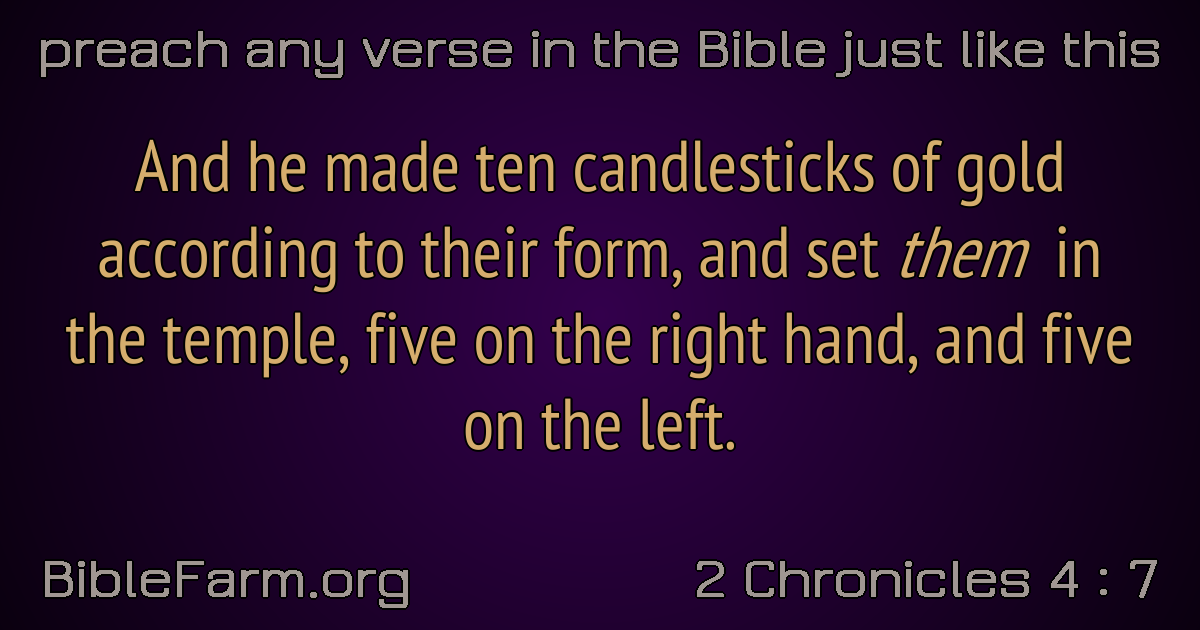 preach any verse in the Bible just like this
And he made ten candlesticks of gold
according to their form, and set them in
the temple, five on the right hand, and five
on the left.
BibleFarm.org
2 Chronicles 4 : 7